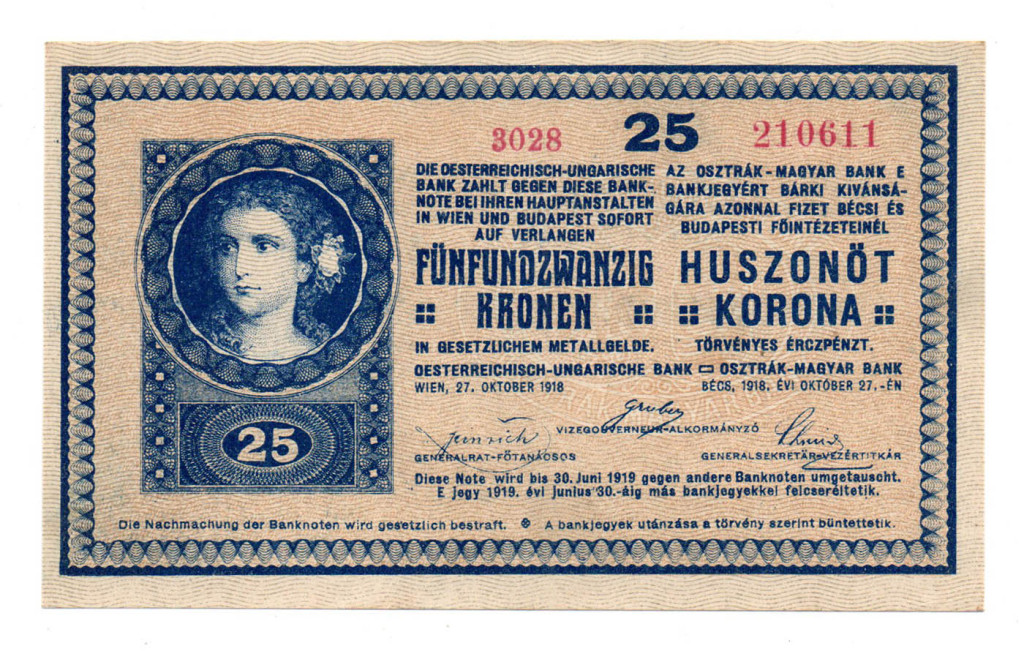 3028 25 210611
DIE OESTERREICHISCH-UNGARISCHE
BANK ZAHLT GEGEN DIESE BANK-
NOTE BEI IHREN HAUPTANSTALTEN
IN WIEN UND BUDAPEST SOFORT
AUF VERLANGEN
FÜNFUNDZWANZIG
KRONEN
IN GESETZLICHEM METALLGELDE.
AZ OSZTRÁK-MAGYAR BANK E
BANKJEGYÉRT BÁRKI KIVÁNSÁ-
GÁRA AZONNAL FIZET BÉCSI ÉS
BUDAPESTI FŐINTÉZETEINÉL
HUSZONÖT
KORONA
TÖRVÉNYES ÉRCZPÉNZT.
OESTERREICHISCH-UNGARISCHE BANK OSZTRÁK-MAGYAR BANK
WIEN, 27. OKTOBER 1918 BÉCS, 1918. ÉVI OKTÓBER 27.-ÉN
Gruber
VIZEGOUVERNEUR-ALKORMÁNYZÓ
GENERALRAT-FŐTANÁCSOS
GENERALSEKRETÄR-VEZÉRTITKÁR
25
Diese Note wird bis 30. Juni 1919 gegen andere Banknoten umgetauscht.
E jegy 1919. évi junius 30.-áig más bankjegyekkel felcseréltetik.
Die Nachmachung der Banknoten wird gesetzlich bestraft. A bankjegyek utánzása a törvény szerint büntettetik.